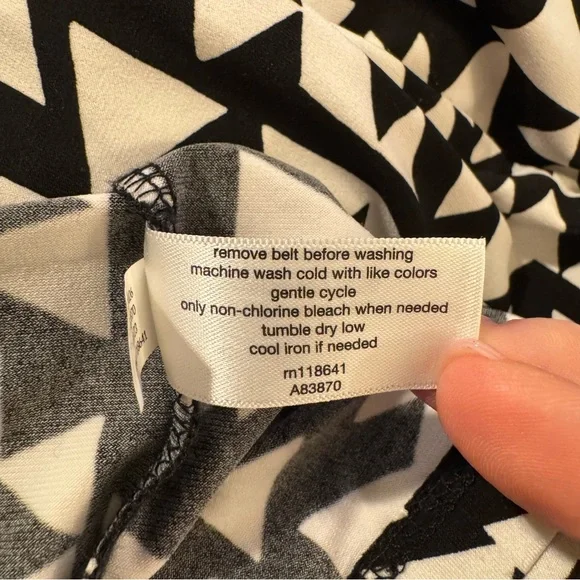 remove belt before washing
machine wash cold with like colors
gentle cycle
only non-chlorine bleach when needed
tumble dry low
cool iron if needed
rn118641
A83870